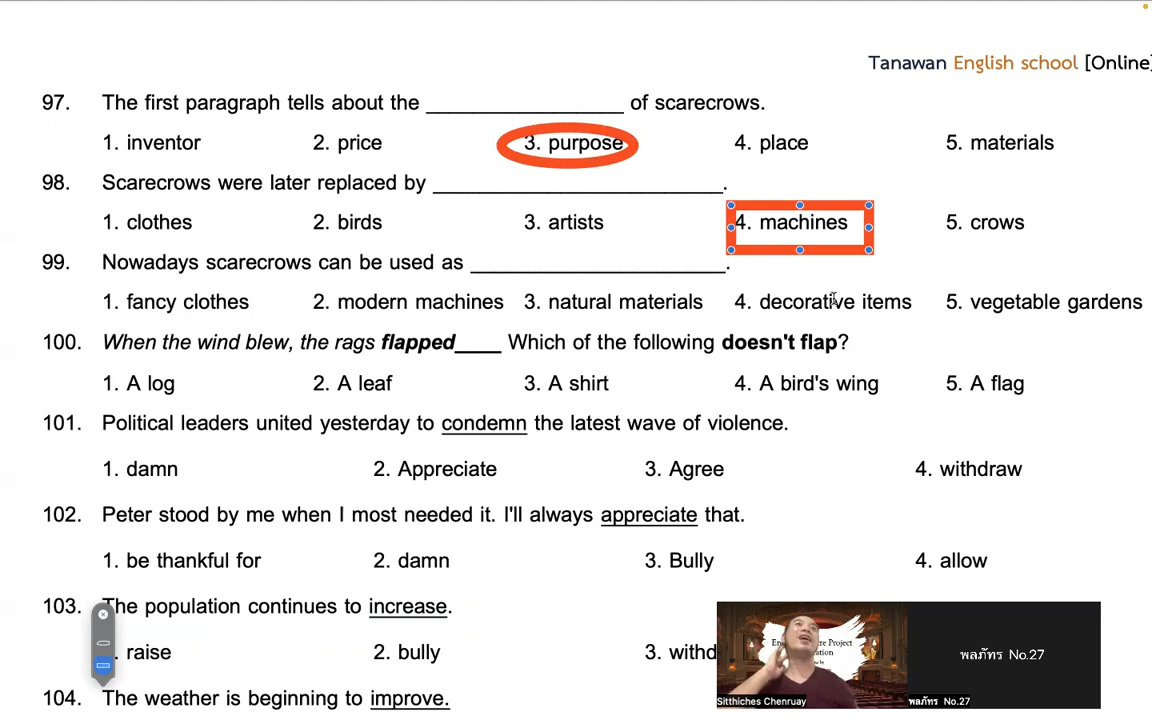 Tanawan English school [Online]
97. The first paragraph tells about the ________________ of scarecrows.
1. inventor 2. price 3. purpose 4. place 5. materials
98. Scarecrows were later replaced by ________________________.
1. clothes 2. birds 3. artists 4. machines 5. crows
99. Nowadays scarecrows can be used as _____________________.
1. fancy clothes 2. modern machines 3. natural materials 4. decorative items 5. vegetable gardens
100. When the wind blew, the rags flapped____ Which of the following doesn't flap?
1. A log 2. A leaf 3. A shirt 4. A bird's wing 5. A flag
101. Political leaders united yesterday to condemn the latest wave of violence.
1. damn 2. Appreciate 3. Agree 4. withdraw
102. Peter stood by me when I most needed it. I'll always appreciate that.
1. be thankful for 2. damn 3. Bully 4. allow
103. The population continues to increase.
raise 2. bully 3. withd
104. The weather is beginning to improve.
Project
พลภัทร No.27
Sitthiches Chenruay
พลภัทร No.27